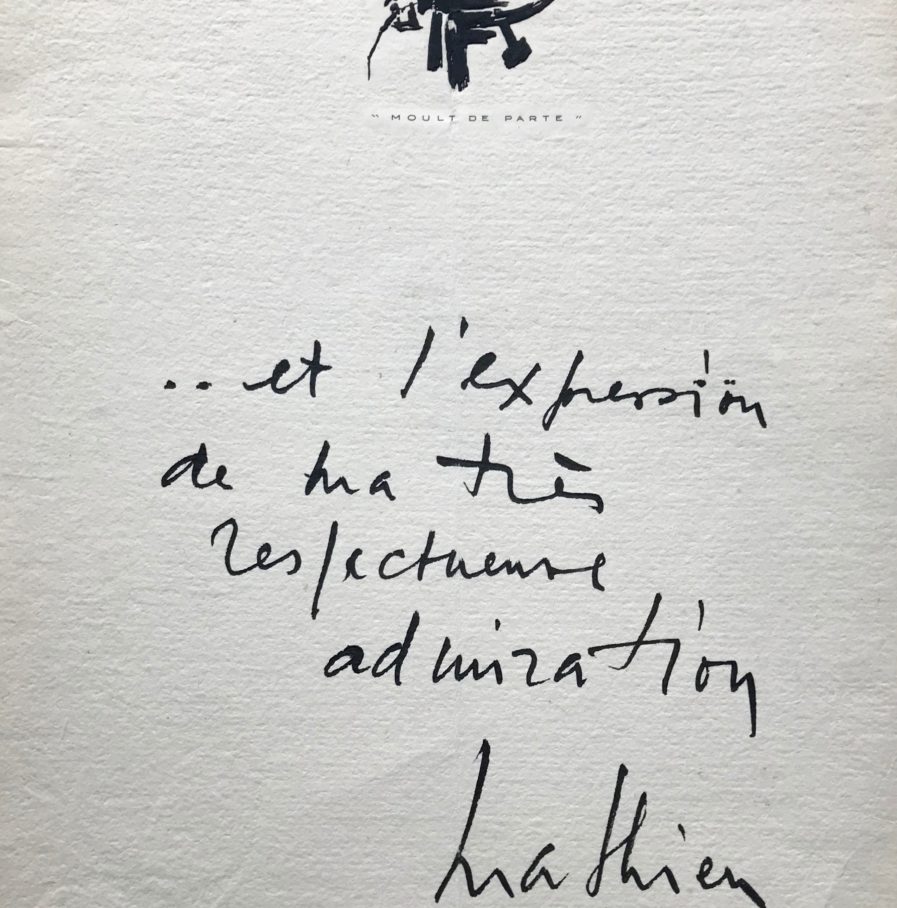 " MOULT DE PARTE "
.. et l'expression
de ma très
respectueuse
admiration
Mathieu